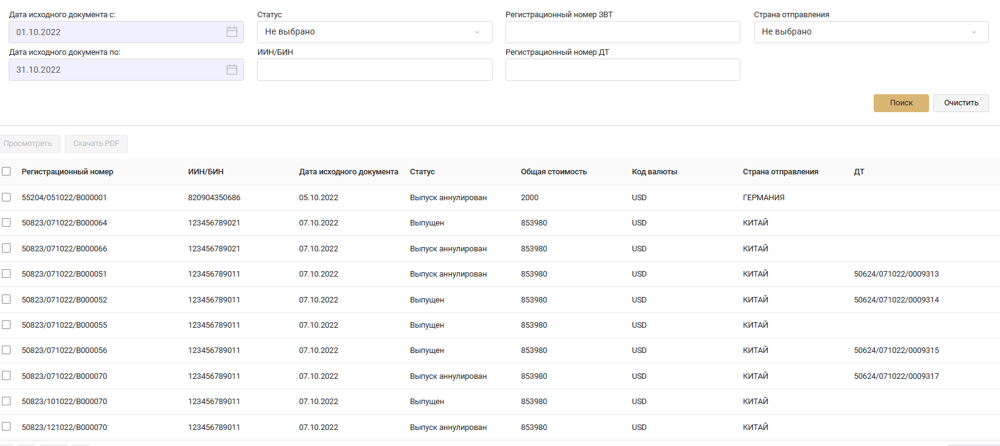 Дата исходного документа с: Статус Регистрационный номер ЗВТ Страна отправления
01.10.2022 Не выбрано Не выбрано
Дата исходного документа по: ИИН/БИН Регистрационный номер ДТ
31.10.2022
Поиск Очистить
Просмотреть Скачать PDF
Регистрационный номер ИИН/БИН Дата исходного документа Статус Общая стоимость Код валюты Страна отправления ДТ
55204/051022/B000001 820904350686 05.10.2022 Выпуск аннулирован 2000 USD ГЕРМАНИЯ
50823/071022/B000064 123456789021 07.10.2022 Выпущен 853980 USD КИТАЙ
50823/071022/B000066 123456789021 07.10.2022 Выпуск аннулирован 853980 USD КИТАЙ
50823/071022/B000051 123456789011 07.10.2022 Выпуск аннулирован 853980 USD КИТАЙ 50624/071022/0009313
50823/071022/B000052 123456789011 07.10.2022 Выпущен 853980 USD КИТАЙ 50624/071022/0009314
50823/071022/B000055 123456789011 07.10.2022 Выпущен 853980 USD КИТАЙ
50823/071022/B000056 123456789011 07.10.2022 Выпущен 853980 USD КИТАЙ 50624/071022/0009315
50823/071022/B000070 123456789011 07.10.2022 Выпуск аннулирован 853980 USD КИТАЙ 50624/071022/0009317
50823/101022/B000070 123456789011 07.10.2022 Выпущен 853980 USD КИТАЙ
50823/121022/B000070 123456789011 07.10.2022 Выпуск аннулирован 853980 USD КИТАЙ